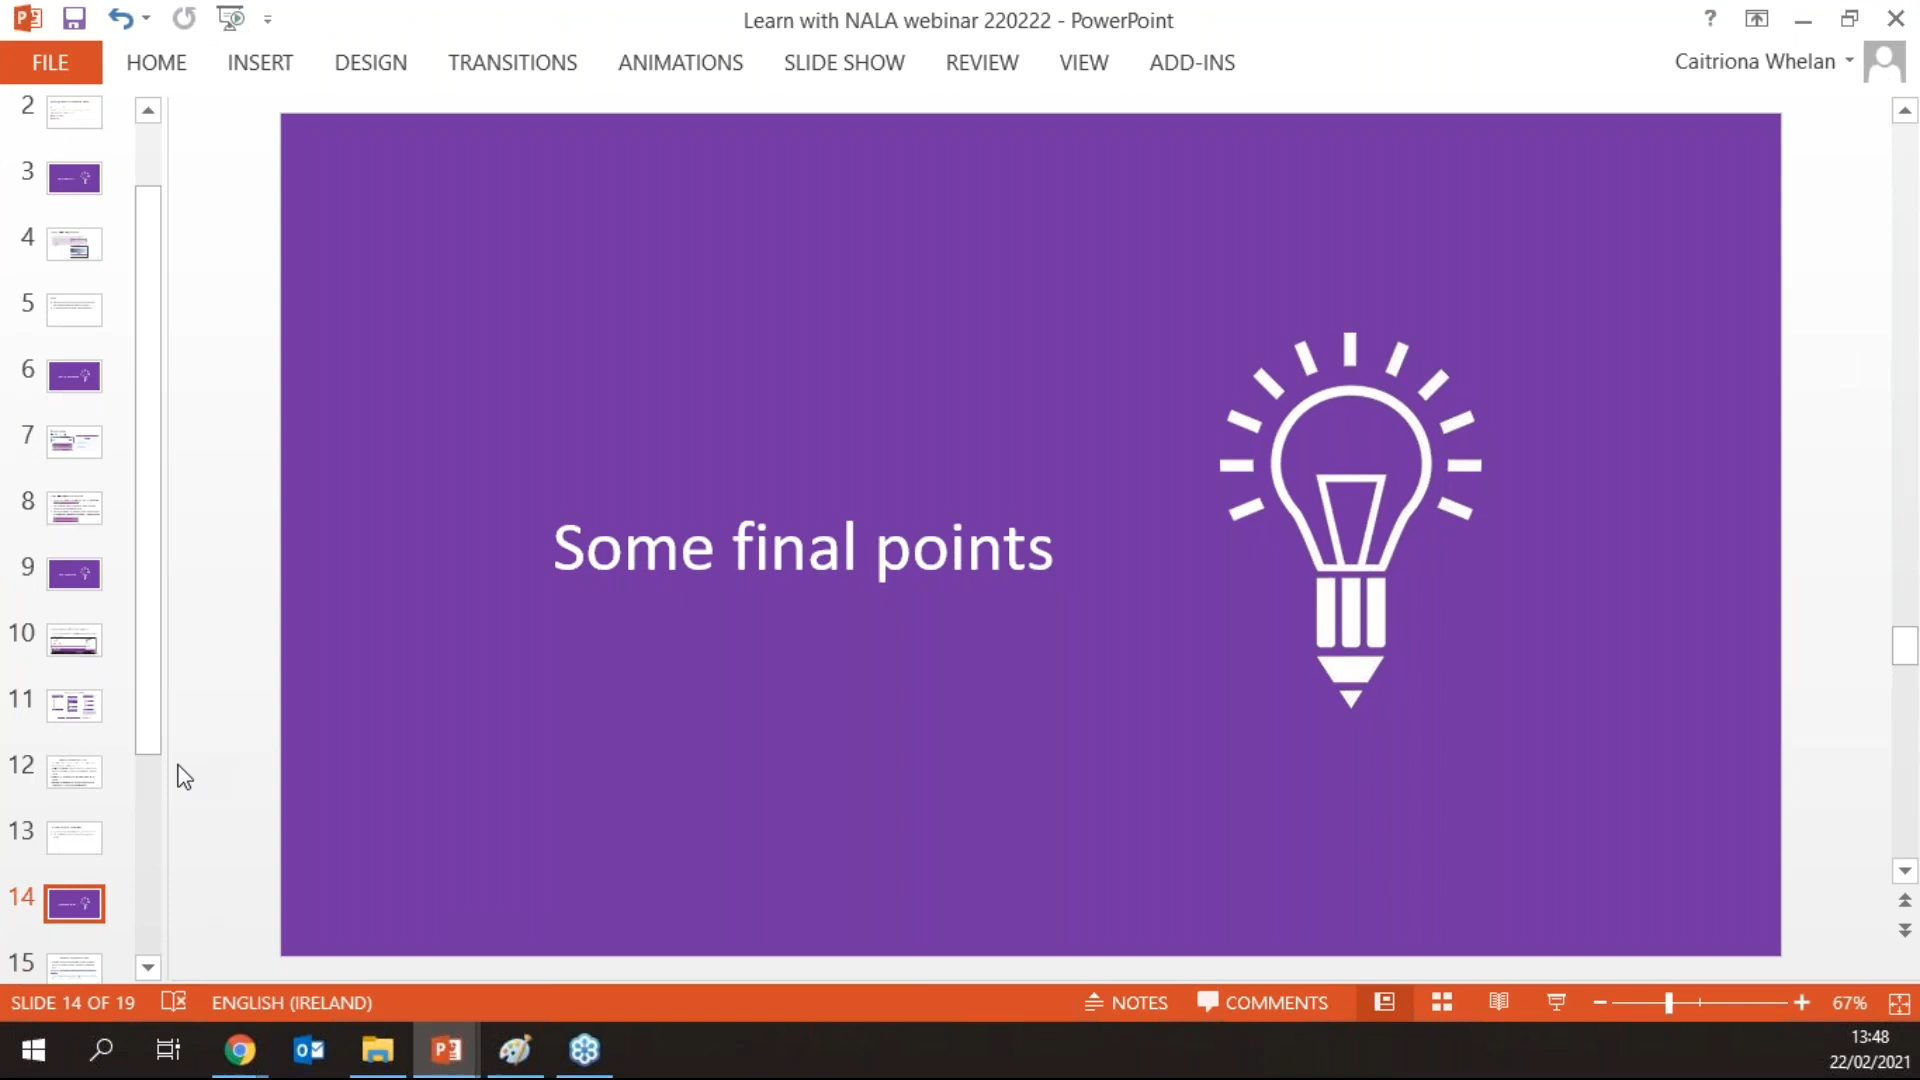 Learn with NALA webinar 220222 - PowerPoint
?
FILE
HOME
INSERT
DESIGN
TRANSITIONS
ANIMATIONS
SLIDE SHOW
REVIEW
VIEW
ADD-INS
Caitriona Whelan
2
3
4
5
6
7
8
9
10
11
12
13
14
15
Some final points
SLIDE 14 OF 19
ENGLISH (IRELAND)
NOTES
COMMENTS
67%
13:48
22/02/2021